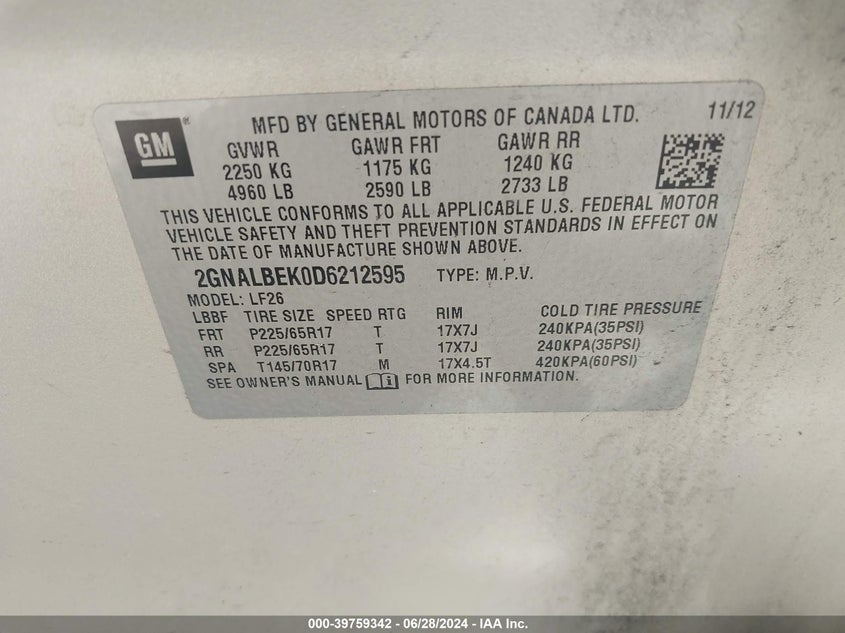 GM ®
MFD BY GENERAL MOTORS OF CANADA LTD. 11/12
GVWR GAWR FRT GAWR RR
2250 KG 1175 KG 1240 KG
4960 LB 2590 LB 2733 LB
THIS VEHICLE CONFORMS TO ALL APPLICABLE U.S. FEDERAL MOTOR
VEHICLE SAFETY AND THEFT PREVENTION STANDARDS IN EFFECT ON
THE DATE OF MANUFACTURE SHOWN ABOVE.
2GNALBEK0D6212595 TYPE: M.P.V.
MODEL: LF26
LBBF TIRE SIZE SPEED RTG RIM COLD TIRE PRESSURE
FRT P225/65R17 T 17X7J 240KPA(35PSI)
RR P225/65R17 T 17X7J 240KPA(35PSI)
SPA T145/70R17 M 17X4.5T 420KPA(60PSI)
SEE OWNER'S MANUAL FOR MORE INFORMATION.
000-39759342 - 06/28/2024 - IAA Inc.